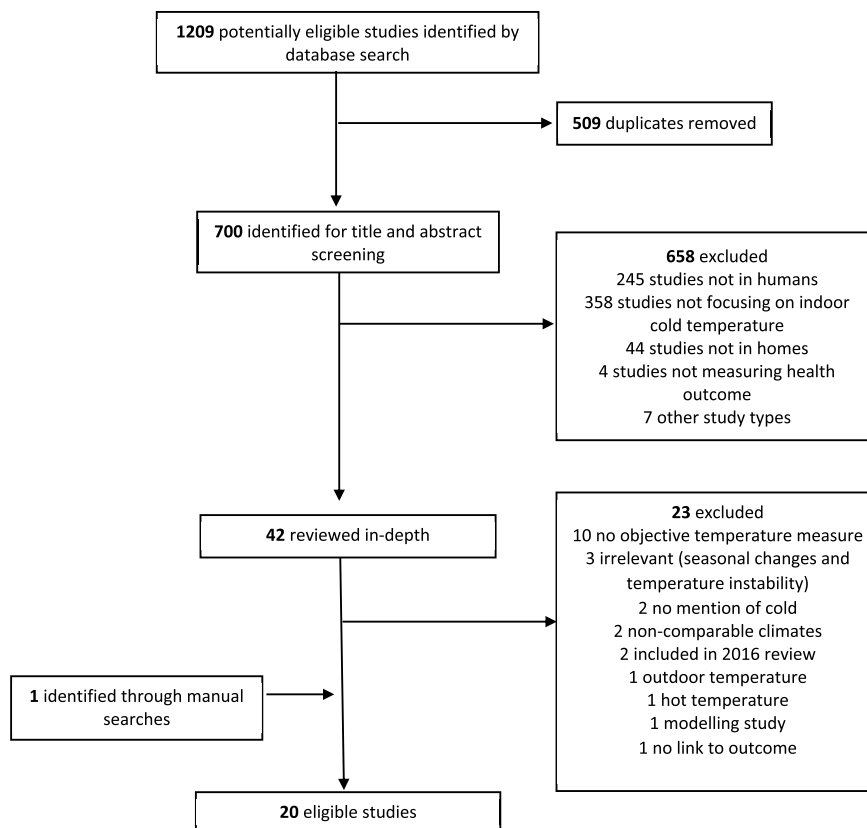 1209 potentially eligible studies identified by
database search
509 duplicates removed
700 identified for title and abstract
screening
658 excluded
245 studies not in humans
358 studies not focusing on indoor
cold temperature
44 studies not in homes
4 studies not measuring health
outcome
7 other study types
42 reviewed in-depth
23 excluded
10 no objective temperature measure
3 irrelevant (seasonal changes and
temperature instability)
2 no mention of cold
2 non-comparable climates
2 included in 2016 review
1 outdoor temperature
1 hot temperature
1 modelling study
1 no link to outcome
1 identified through manual
searches
20 eligible studies